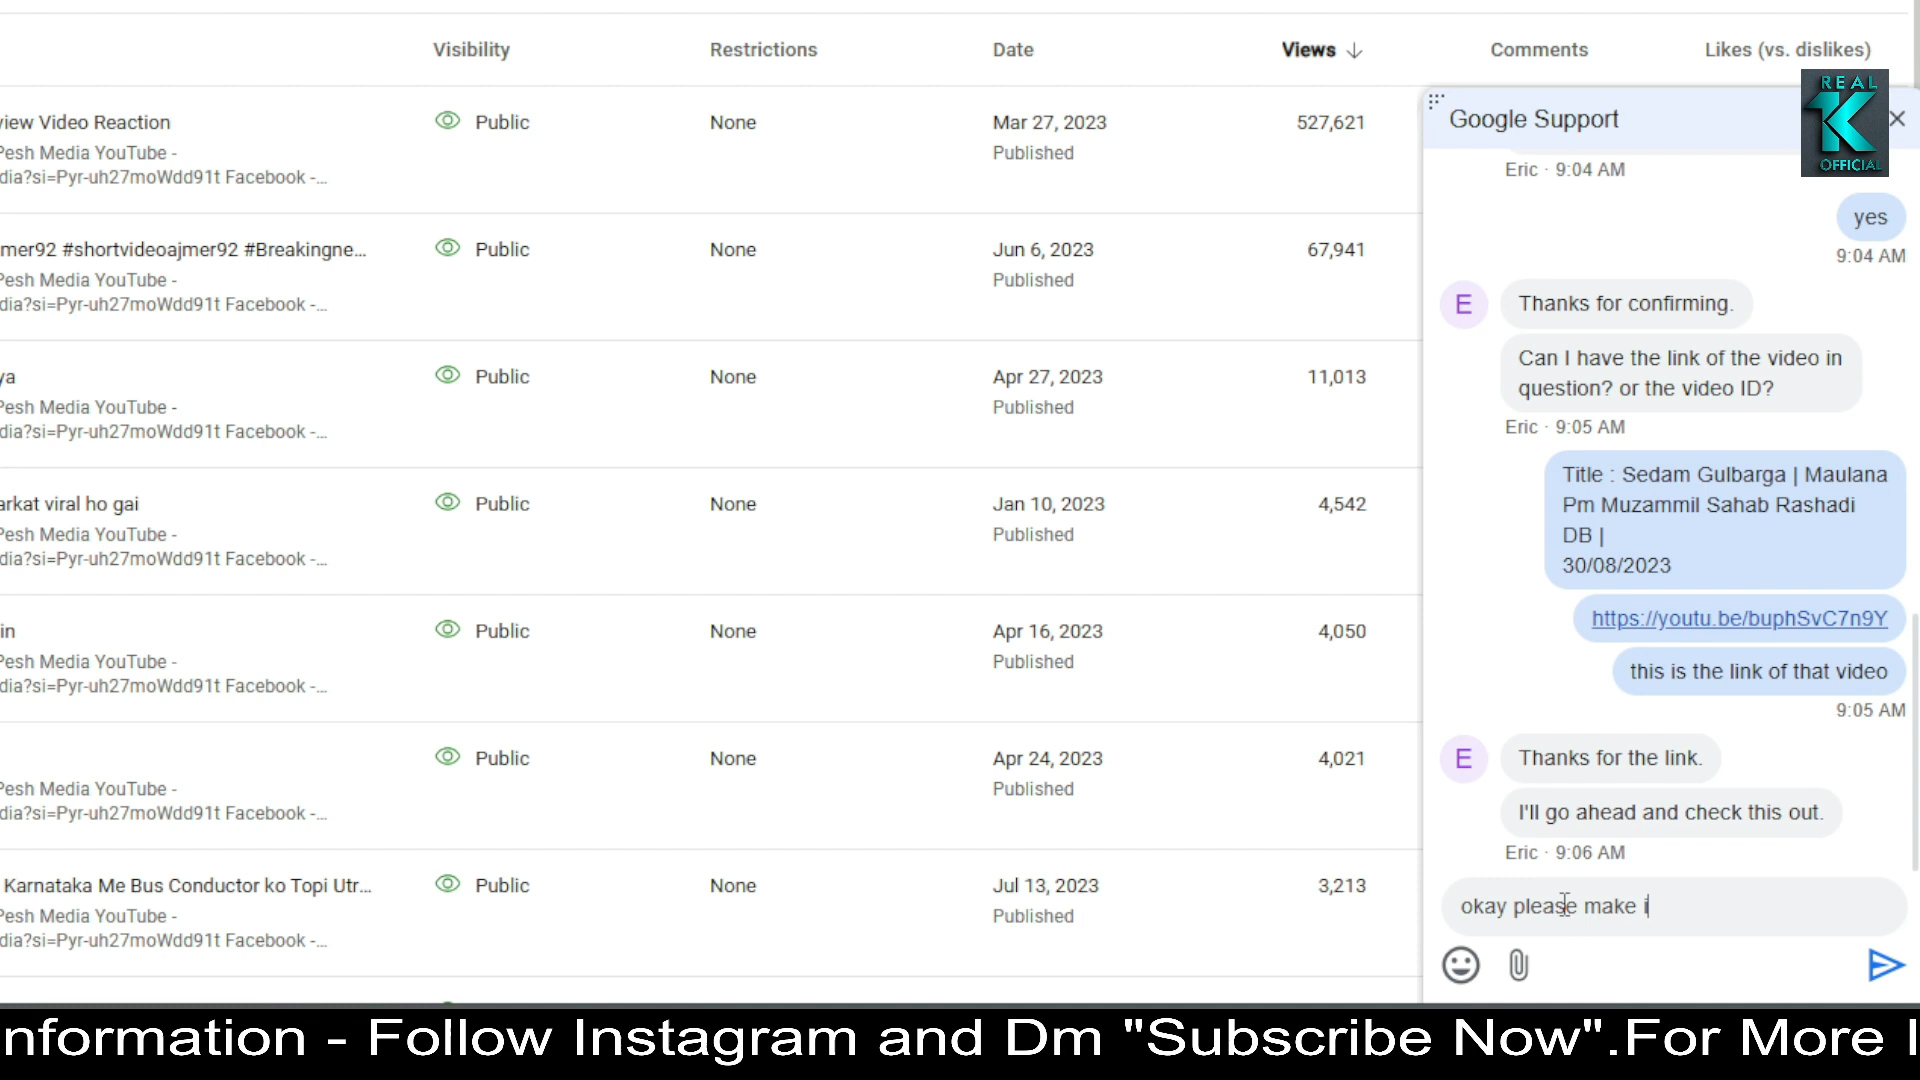 Visibility Restrictions Date Views Comments Likes (vs. dislikes)
view Video Reaction Public None Mar 27, 2023 527,621
Pesh Media YouTube - Published
dia?si=Pyr-uh27moWdd91t Facebook -...
mer92 #shortvideoajmer92 #Breakingne... Public None Jun 6, 2023 67,941
Pesh Media YouTube - Published
dia?si=Pyr-uh27moWdd91t Facebook -...
ya Public None Apr 27, 2023 11,013
Pesh Media YouTube - Published
dia?si=Pyr-uh27moWdd91t Facebook -...
arkat viral ho gai Public None Jan 10, 2023 4,542
Pesh Media YouTube - Published
dia?si=Pyr-uh27moWdd91t Facebook -...
in Public None Apr 16, 2023 4,050
Pesh Media YouTube - Published
dia?si=Pyr-uh27moWdd91t Facebook -...
Public None Apr 24, 2023 4,021
Pesh Media YouTube - Published
dia?si=Pyr-uh27moWdd91t Facebook -...
Karnataka Me Bus Conductor ko Topi Utr... Public None Jul 13, 2023 3,213
Pesh Media YouTube - Published
dia?si=Pyr-uh27moWdd91t Facebook -...
REAL
1K
OFFICIAL
Google Support
Eric · 9:04 AM
yes
9:04 AM
E Thanks for confirming.
Can I have the link of the video in
question? or the video ID?
Eric · 9:05 AM
Title : Sedam Gulbarga | Maulana
Pm Muzammil Sahab Rashadi
DB |
30/08/2023
https://youtu.be/buphSvC7n9Y
this is the link of that video
9:05 AM
E Thanks for the link.
I'll go ahead and check this out.
Eric · 9:06 AM
okay please make i
nformation - Follow Instagram and Dm "Subscribe Now".For More I